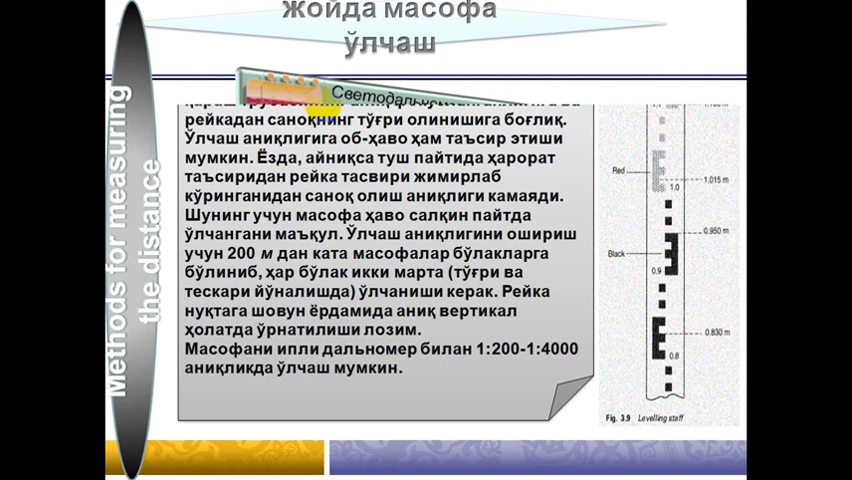 жойда масофа
ўлчаш
Methods for measuring
the distance
рейкадан саноқнинг тўғри олинишига боғлиқ.
Ўлчаш аниқлигига об-ҳаво ҳам таъсир этиши
мумкин. Ёзда, айниқса туш пайтида ҳарорат
таъсиридан рейка тасвири жимирлаб
кўринганидан саноқ олиш аниқлиги камаяди.
Шунинг учун масофа ҳаво салқин пайтда
ўлчангани маъқул. Ўлчаш аниқлигини ошириш
учун 200 м дан ката масофалар бўлакларга
бўлиниб, ҳар бўлак икки марта (тўғри ва
тескари йўналишда) ўлчаниши керак. Рейка
нуқтага шовун ёрдамида аниқ вертикал
ҳолатда ўрнатилиши лозим.
Масофани ипли дальномер билан 1:200-1:4000
аниқликда ўлчаш мумкин.
Red
1.0
1.015 m
0.950 m
Black
0.9
0.830 m
0.8
Fig. 3.9 Levelling staff